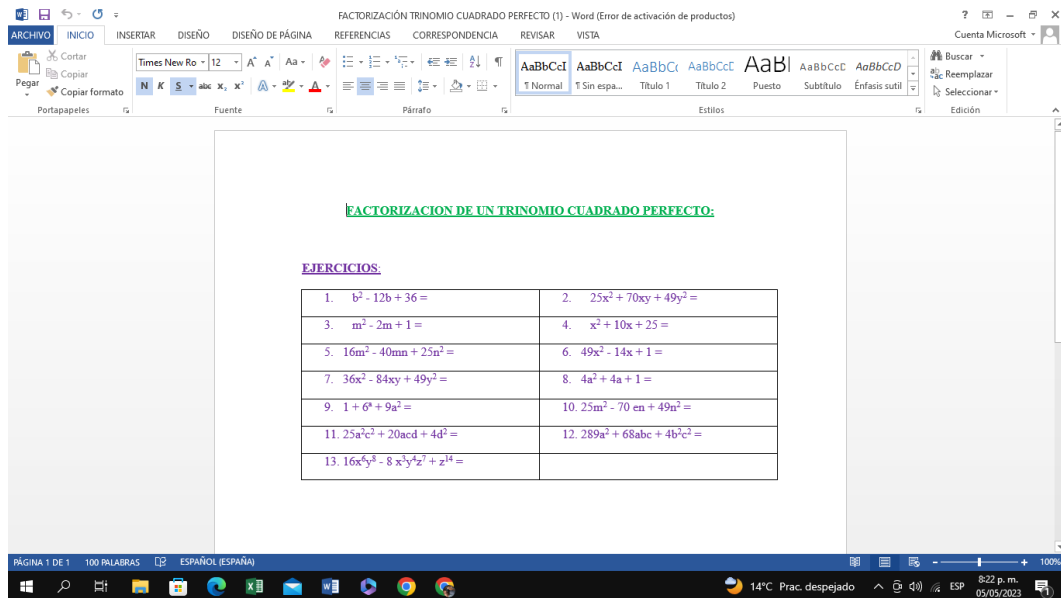 FACTORIZACIÓN TRINOMIO CUADRADO PERFECTO (1) - Word (Error de activación de productos)
ARCHIVO INICIO INSERTAR DISEÑO DISEÑO DE PÁGINA REFERENCIAS CORRESPONDENCIA REVISAR VISTA Cuenta Microsoft
Pegar
Cortar
Copiar
Copiar formato
Portapapeles
Times New Ro 12
N K S abc x₂ x²
Fuente
Párrafo
AaBbCcI AaBbCcI AaBbCc AaBbCcC AaBl AaBbCcC AaBbCcD
¶ Normal ¶ Sin espa... Título 1 Título 2 Puesto Subtítulo Énfasis sutil
Estilos
Buscar
Reemplazar
Seleccionar
Edición
FACTORIZACION DE UN TRINOMIO CUADRADO PERFECTO:
EJERCICIOS:
1. b² - 12b + 36 = 2. 25x² + 70xy + 49y² =
3. m² - 2m + 1 = 4. x² + 10x + 25 =
5. 16m² - 40mn + 25n² = 6. 49x² - 14x + 1 =
7. 36x² - 84xy + 49y² = 8. 4a² + 4a + 1 =
9. 1 + 6ª + 9a² = 10. 25m² - 70 en + 49n² =
11. 25a²c² + 20acd + 4d² = 12. 289a² + 68abc + 4b²c² =
13. 16x⁶y⁸ - 8 x³y⁴z⁷ + z¹⁴ =
PÁGINA 1 DE 1 100 PALABRAS ESPAÑOL (ESPAÑA) 100%
14°C Prac. despejado ESP 8:22 p. m.
05/05/2023